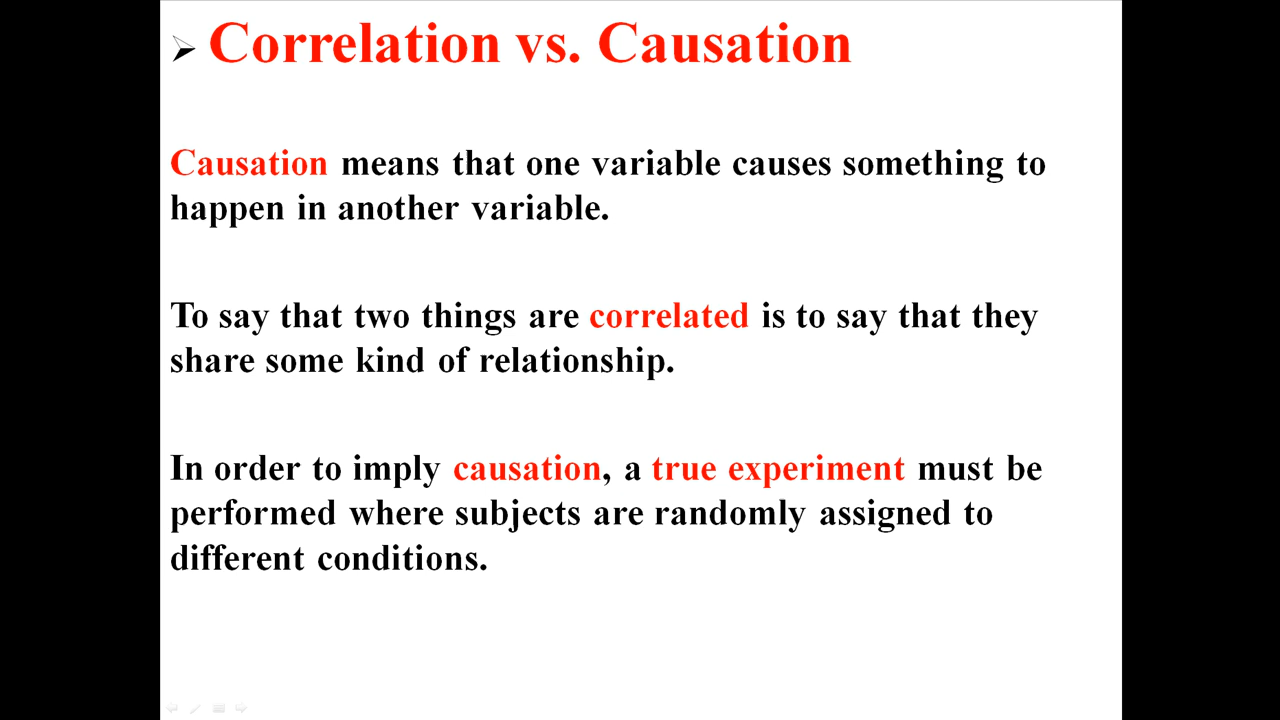 Correlation vs. Causation
Causation means that one variable causes something to
happen in another variable.
To say that two things are correlated is to say that they
share some kind of relationship.
In order to imply causation, a true experiment must be
performed where subjects are randomly assigned to
different conditions.